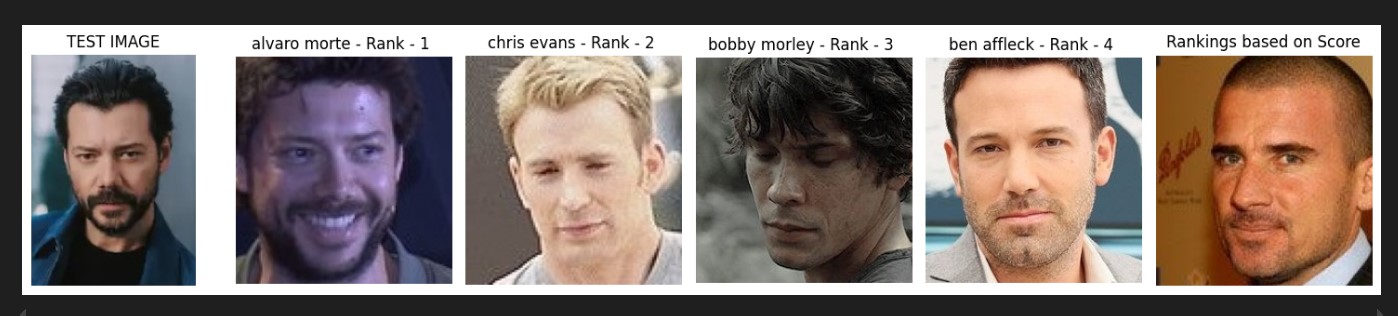 TEST IMAGE
alvaro morte - Rank - 1
chris evans - Rank - 2
bobby morley - Rank - 3
ben affleck - Rank - 4
Rankings based on Score
Penfolds